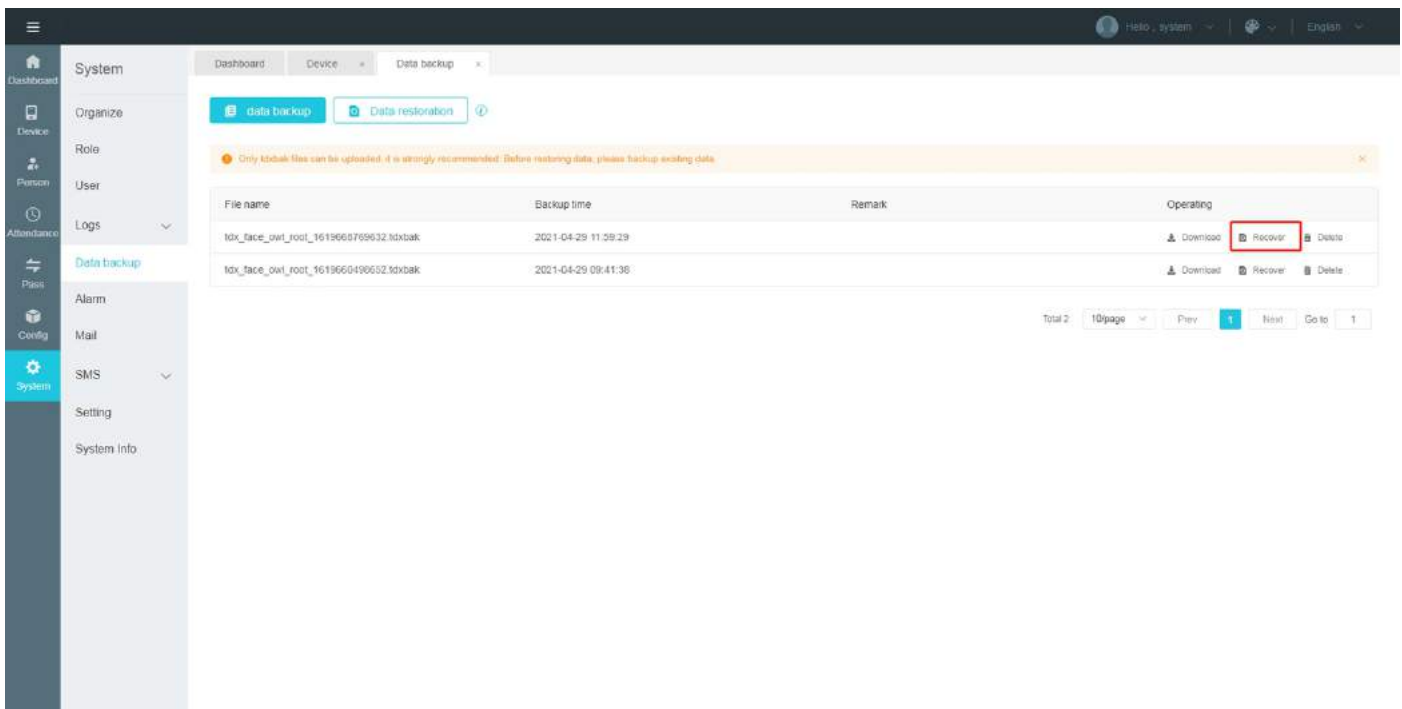 Hello , system
English
Dashboard
Device
Person
Attendance
Pass
Config
System
System
Organize
Role
User
Logs
Data backup
Alarm
Mail
SMS
Setting
System Info
Dashboard Device × Data backup ×
data backup Data restoration
Only tdxbak files can be uploaded, it is strongly recommended: Before restoring data, please backup existing data.
File name Backup time Remark Operating
tdx_face_owl_root_1619668769632.tdxbak 2021-04-29 11:59:29 Download Recover Delete
tdx_face_owl_root_1619660498652.tdxbak 2021-04-29 09:41:38 Download Recover Delete
Total 2 10/page Prev 1 Next Go to 1